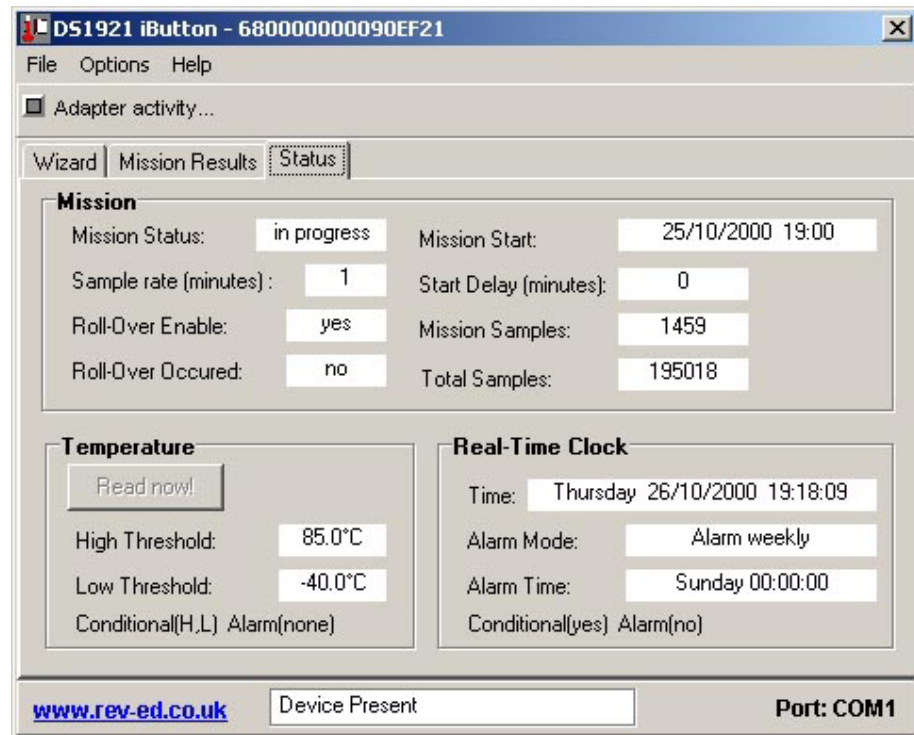 DS1921 iButton - 680000000090EF21
File Options Help
Adapter activity...
Wizard Mission Results Status
Mission
Mission Status: in progress Mission Start: 25/10/2000 19:00
Sample rate (minutes) : 1 Start Delay (minutes): 0
Roll-Over Enable: yes Mission Samples: 1459
Roll-Over Occured: no Total Samples: 195018
Temperature
Read now!
High Threshold: 85.0°C
Low Threshold: -40.0°C
Conditional(H,L) Alarm(none)
Real-Time Clock
Time: Thursday 26/10/2000 19:18:09
Alarm Mode: Alarm weekly
Alarm Time: Sunday 00:00:00
Conditional(yes) Alarm(no)
www.rev-ed.co.uk Device Present Port: COM1